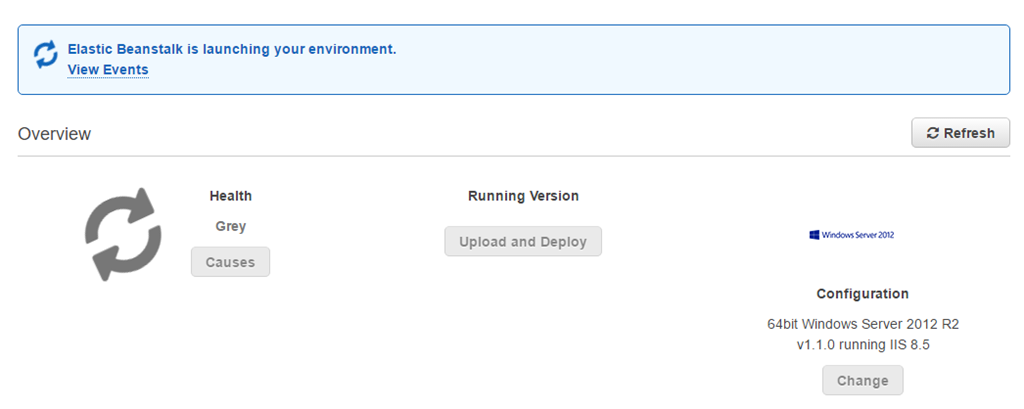 Elastic Beanstalk is launching your environment.
View Events
Overview
Refresh
Health
Grey
Causes
Running Version
Upload and Deploy
Windows Server 2012
Configuration
64bit Windows Server 2012 R2
v1.1.0 running IIS 8.5
Change